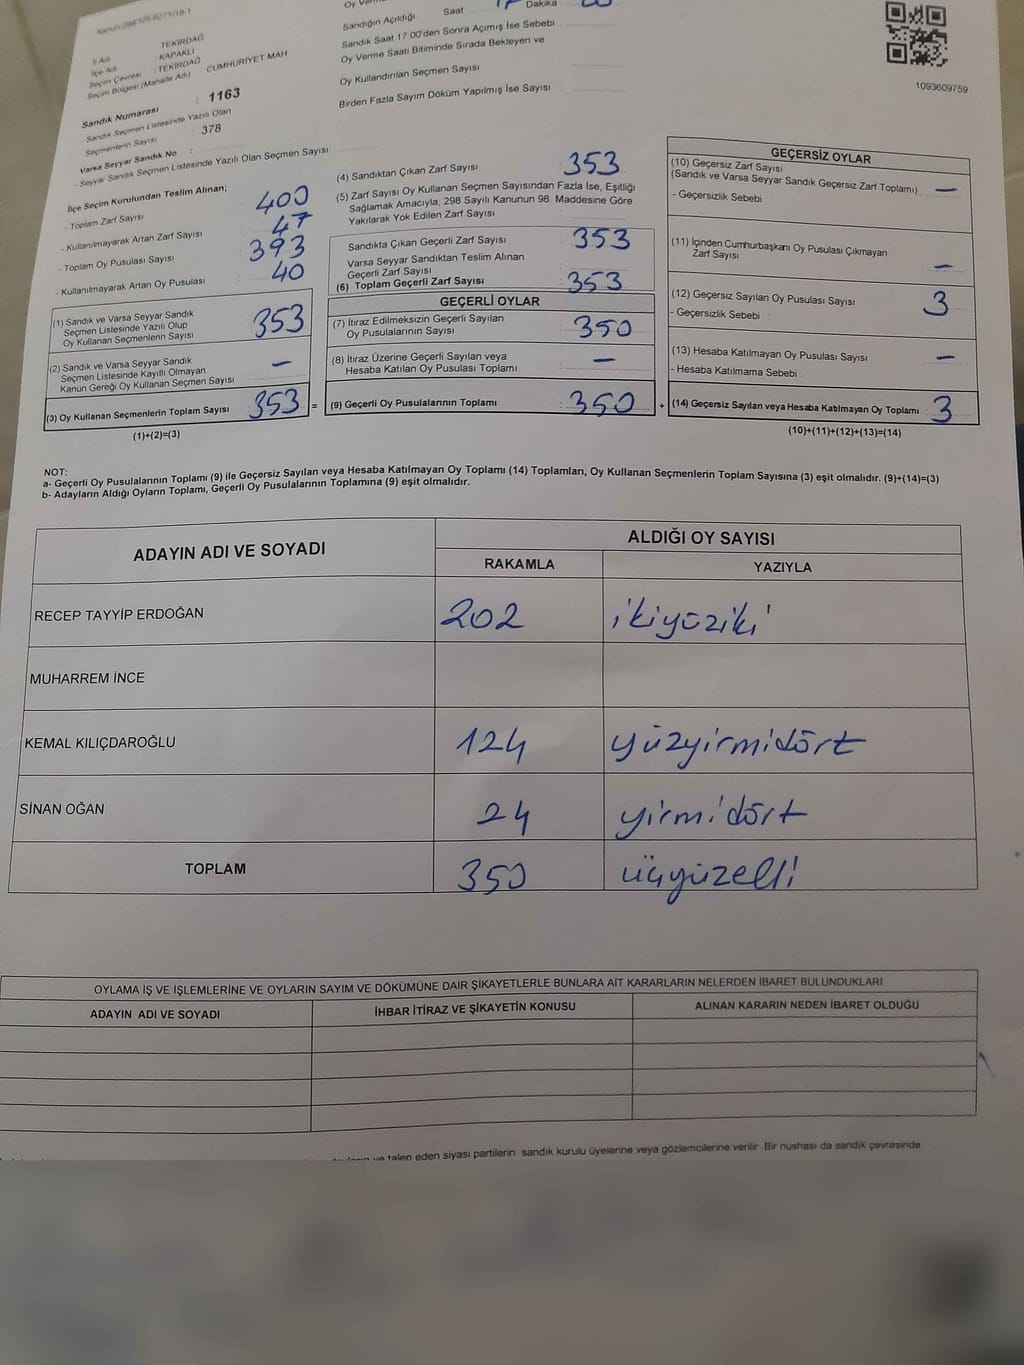 Kanun:298/105-6271/18-1
İl Adı : TEKİRDAĞ
İlçe Adı : KAPAKLI
Seçim Çevresi : TEKİRDAĞ
Seçim Bölgesi (Mahalle Adı) : CUMHURİYET MAH
Sandık Numarası : 1163
- Sandık Seçmen Listesinde Yazılı Olan
Seçmenlerin Sayısı : 378
Varsa Seyyar Sandık No :
- Seyyar Sandık Listesinde Yazılı Olan Seçmen Sayısı:
İlçe Seçim Kurulundan Teslim Alınan;
- Toplam Zarf Sayısı 400
- Kullanılmayarak Artan Zarf Sayısı 47
- Toplam Oy Pusulası Sayısı 393
- Kullanılmayarak Artan Oy Pusulası 40
(1) Sandık ve Varsa Seyyar Sandık
Seçmen Listesinde Yazılı Olup
Oy Kullanan Seçmenlerin Sayısı 353
(2) Sandık ve Varsa Seyyar Sandık
Seçmen Listesinde Kayıtlı Olmayan
Kanun Gereği Oy Kullanan Seçmen Sayısı —
(3) Oy Kullanan Seçmenlerin Toplam Sayısı 353 =
(1)+(2)=(3)
Sandığın Açıldığı Saat 17 Dakika
Sandık Saat 17:00'den Sonra Açımış İse Sebebi
Oy Verme Saati Bitiminde Sırada Bekleyen ve
Oy Kullandırılan Seçmen Sayısı
Birden Fazla Sayım Döküm Yapılmış İse Sayısı
1093609759
(4) Sandıktan Çıkan Zarf Sayısı 353
(5) Zarf Sayısı Oy Kullanan Seçmen Sayısından Fazla İse, Eşitliği
Sağlamak Amacıyla, 298 Sayılı Kanunun 98. Maddesine Göre
Yakılarak Yok Edilen Zarf Sayısı
Sandıkta Çıkan Geçerli Zarf Sayısı 353
Varsa Seyyar Sandıktan Teslim Alınan
Geçerli Zarf Sayısı
(6) Toplam Geçerli Zarf Sayısı 353
GEÇERLİ OYLAR
(7) İtiraz Edilmeksizin Geçerli Sayılan
Oy Pusulalarının Sayısı : 350
(8) İtiraz Üzerine Geçerli Sayılan veya
Hesaba Katılan Oy Pusulası Toplamı : —
(9) Geçerli Oy Pusulalarının Toplamı : 350 +
GEÇERSİZ OYLAR
(10) Geçersiz Zarf Sayısı
(Sandık ve Varsa Seyyar Sandık Geçersiz Zarf Toplamı) —
- Geçersizlik Sebebi :
(11) İçinden Cumhurbaşkanı Oy Pusulası Çıkmayan
Zarf Sayısı —
(12) Geçersiz Sayılan Oy Pusulası Sayısı : 3
- Geçersizlik Sebebi :
(13) Hesaba Katılmayan Oy Pusulası Sayısı : —
- Hesaba Katılmama Sebebi :
(14) Geçersiz Sayılan veya Hesaba Katılmayan Oy Toplamı : 3
(10)+(11)+(12)+(13)=(14)
NOT:
a- Geçerli Oy Pusulalarının Toplamı (9) ile Geçersiz Sayılan veya Hesaba Katılmayan Oy Toplamı (14) Toplamları, Oy Kullanan Seçmenlerin Toplam Sayısına (3) eşit olmalıdır. (9)+(14)=(3)
b- Adayların Aldığı Oyların Toplamı, Geçerli Oy Pusulalarının Toplamına (9) eşit olmalıdır.
ADAYIN ADI VE SOYADI ALDIĞI OY SAYISI
RAKAMLA YAZIYLA
RECEP TAYYİP ERDOĞAN 202 ikiyüziki
MUHARREM İNCE
KEMAL KILIÇDAROĞLU 124 yüzyirmidört
SİNAN OĞAN 24 yirmidört
TOPLAM 350 üçyüzelli
OYLAMA İŞ VE İŞLEMLERİNE VE OYLARIN SAYIM VE DÖKÜMÜNE DAİR ŞİKAYETLERLE BUNLARA AİT KARARLARIN NELERDEN İBARET BULUNDUKLARI
ADAYIN ADI VE SOYADI İHBAR İTİRAZ VE ŞİKAYETİN KONUSU ALINAN KARARIN NEDEN İBARET OLDUĞU
ve talep eden siyasi partilerin sandık kurulu üyelerine veya gözlemcilerine verilir. Bir nüshası da sandık çevresinde